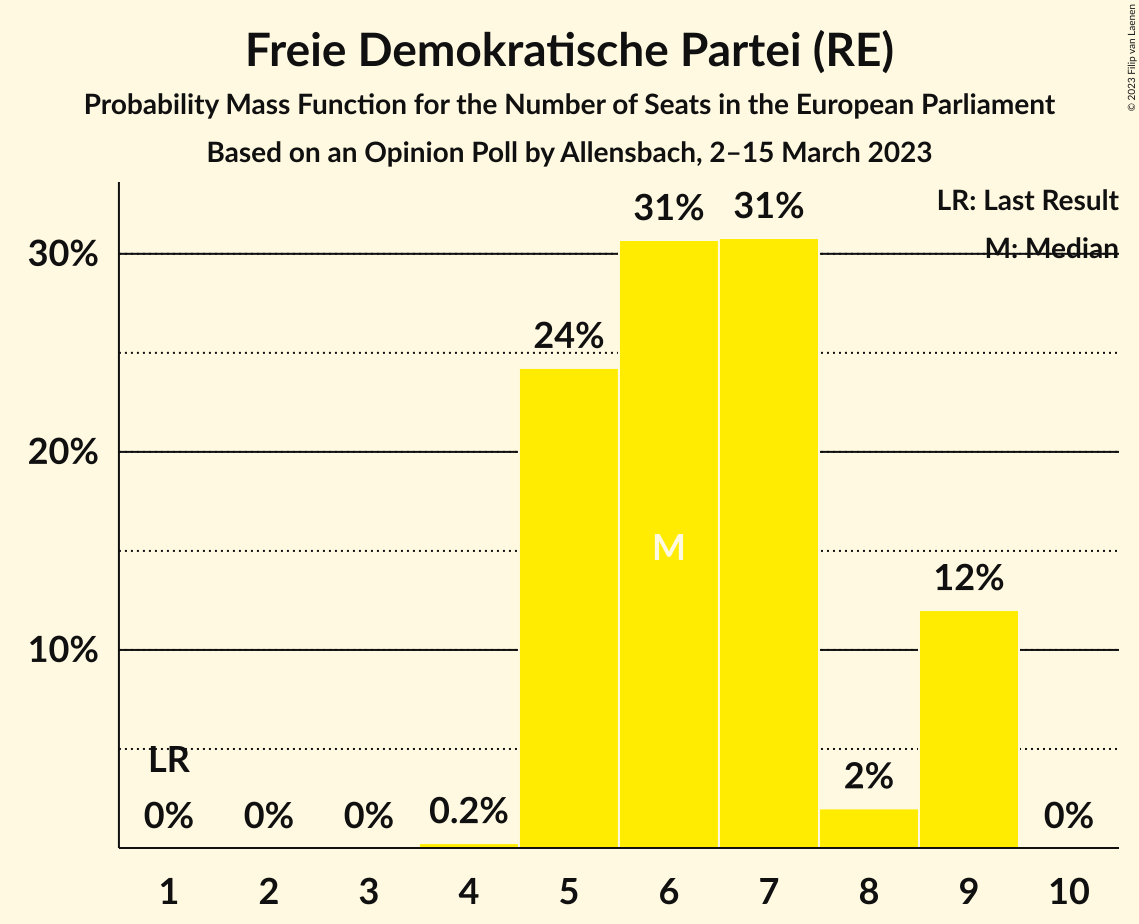 Freie Demokratische Partei (RE)
Probability Mass Function for the Number of Seats in the European Parliament
Based on an Opinion Poll by Allensbach, 2–15 March 2023
© 2023 Filip van Laenen
LR: Last Result
M: Median
30%
20%
10%
31%
31%
24%
M
12%
LR
2%
0%
0%
0%
0.2%
0%
1 2 3 4 5 6 7 8 9 10